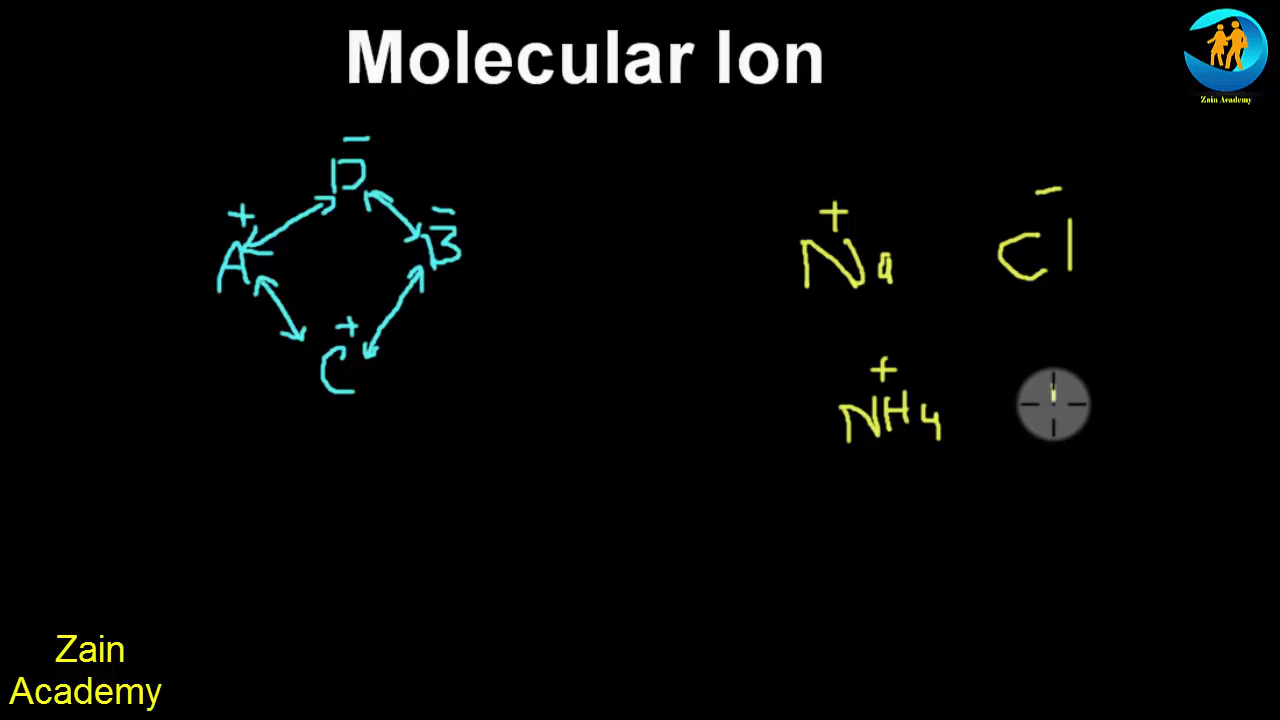 Molecular Ion
Zain Academy
D⁻
A⁺
B⁻
C⁺
Na⁺ Cl⁻
NH4⁺
Zain
Academy